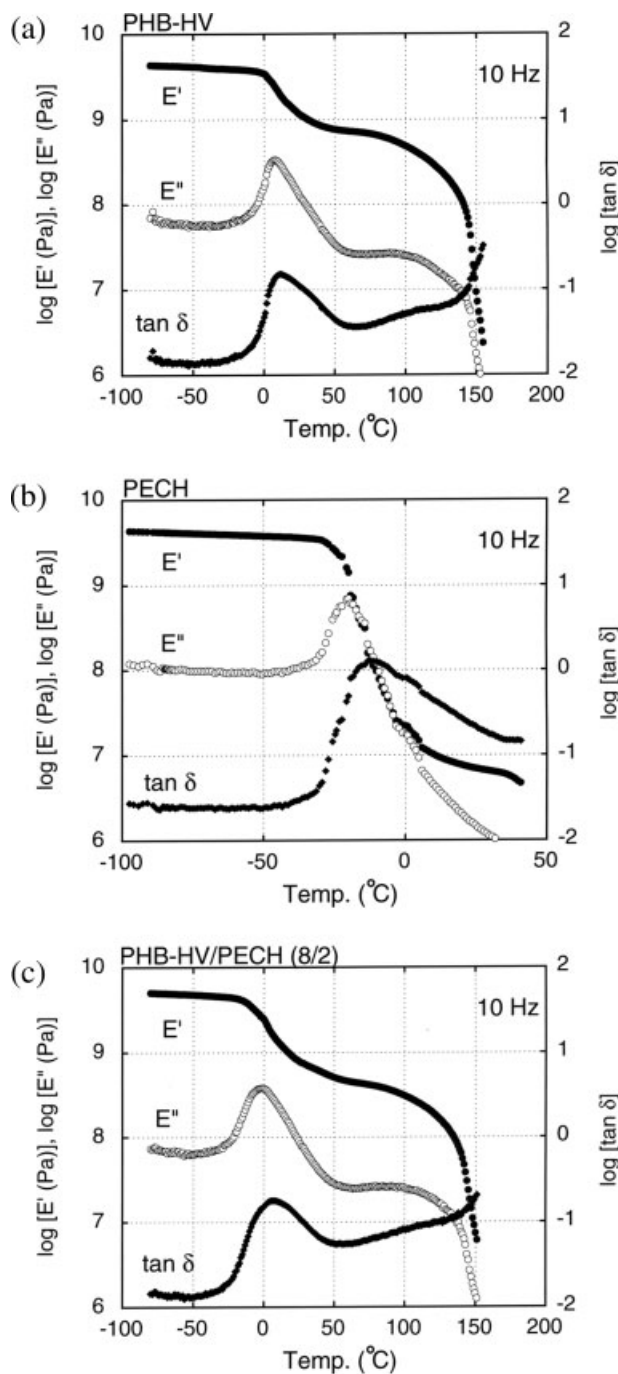 (a) PHB-HV
10 2
E' 10 Hz
9 1
E"
8 0
7 -1
tan δ
6 -2
-100 -50 0 50 100 150 200
Temp. (°C)
log [E' (Pa)], log [E" (Pa)]
log [tan δ]
(b) PECH
10 2
E' 10 Hz
9 1
E"
8 0
7 -1
tan δ
6 -2
-100 -50 0 50
Temp. (°C)
log [E' (Pa)], log [E" (Pa)]
log [tan δ]
(c) PHB-HV/PECH (8/2)
10 2
E' 10 Hz
9 1
E"
8 0
7 -1
tan δ
6 -2
-100 -50 0 50 100 150 200
Temp. (°C)
log [E' (Pa)], log [E" (Pa)]
log [tan δ]